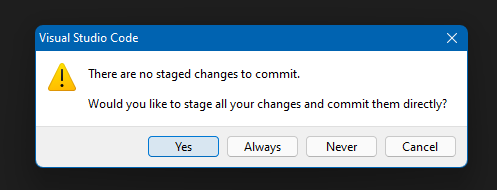 Visual Studio Code
There are no staged changes to commit.
Would you like to stage all your changes and commit them directly?
Yes Always Never Cancel